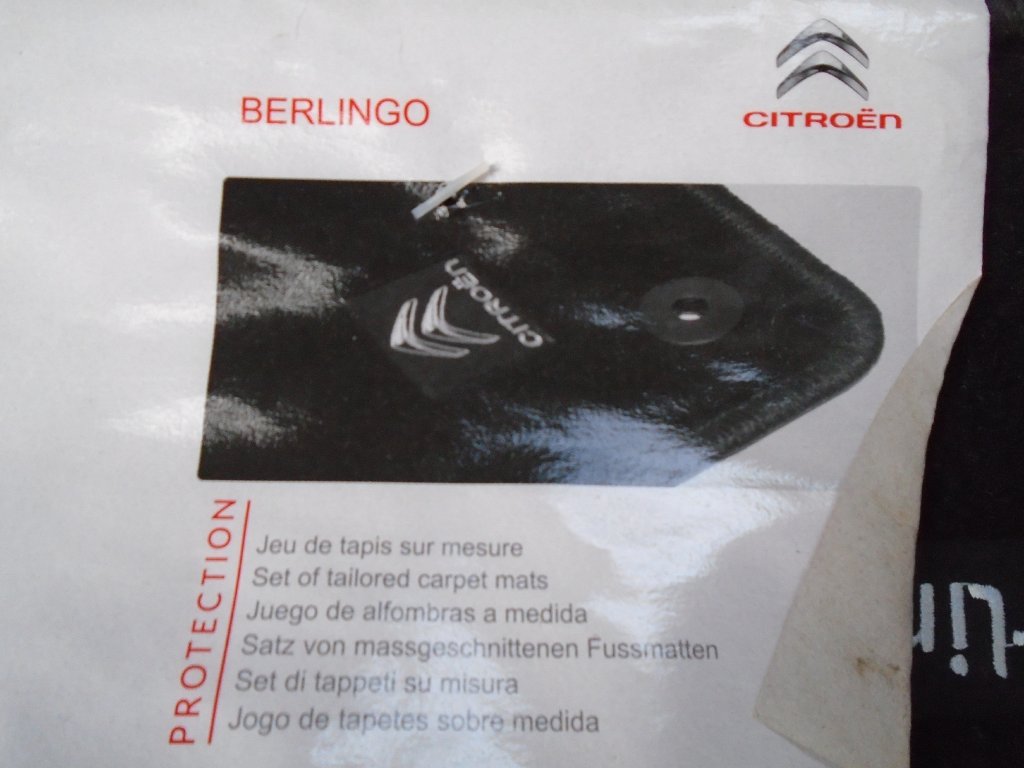 BERLINGO
CITROËN
CITROËN
PROTECTION
Jeu de tapis sur mesure
Set of tailored carpet mats
Juego de alfombras a medida
Satz von massgeschnittenen Fussmatten
Set di tappeti su misura
Jogo de tapetes sobre medida